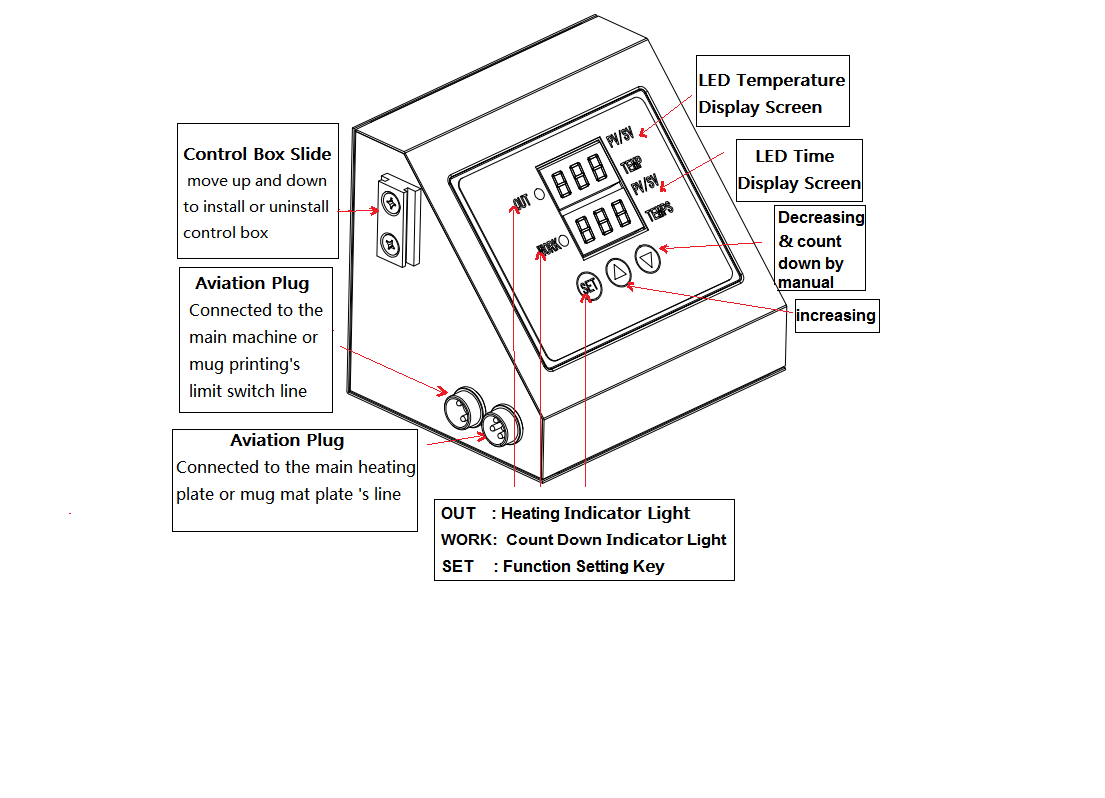 LED Temperature
Display Screen
PV/SV
TEMP
LED Time
Display Screen
PV/SV
TEMPS
OUT
WORK
SET
Control Box Slide
move up and down
to install or uninstall
control box
Decreasing
& count
down by
manual
increasing
Aviation Plug
Connected to the
main machine or
mug printing's
limit switch line
Aviation Plug
Connected to the main heating
plate or mug mat plate 's line
OUT : Heating Indicator Light
WORK: Count Down Indicator Light
SET : Function Setting Key
888
888